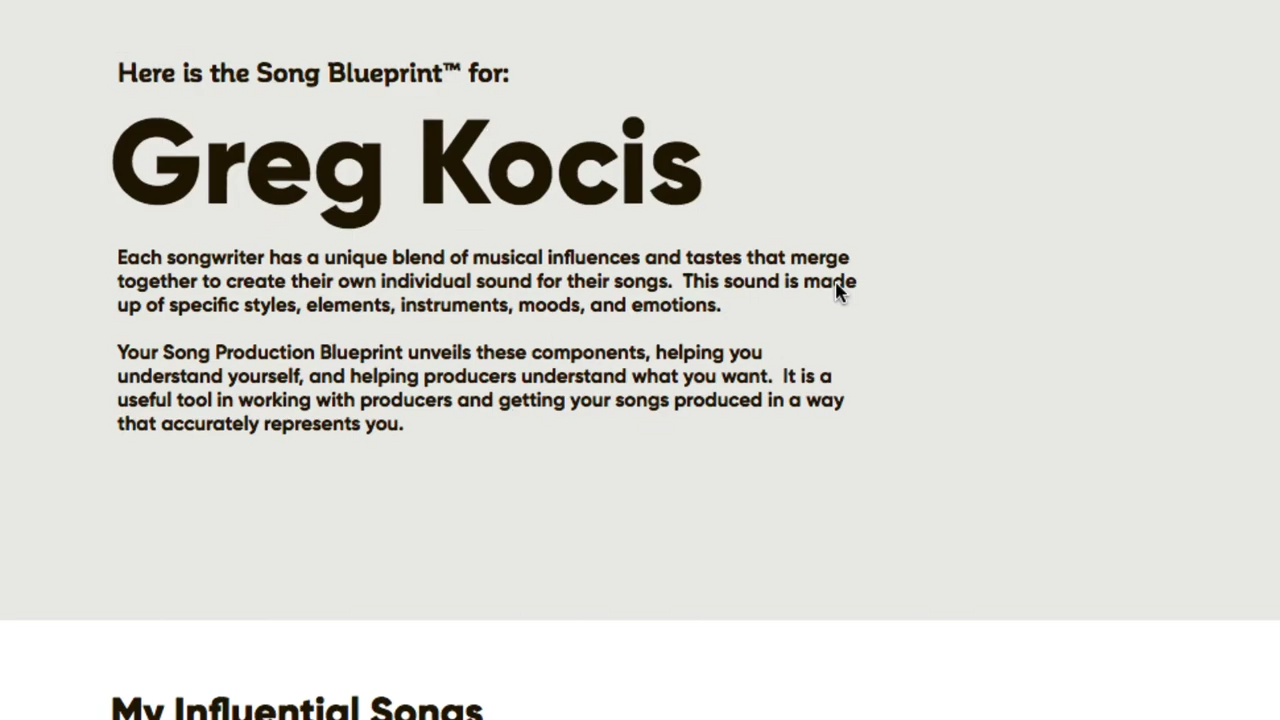 Here is the Song Blueprint™ for:
Greg Kocis
Each songwriter has a unique blend of musical influences and tastes that merge
together to create their own individual sound for their songs.  This sound is made
up of specific styles, elements, instruments, moods, and emotions.
Your Song Production Blueprint unveils these components, helping you
understand yourself, and helping producers understand what you want.  It is a
useful tool in working with producers and getting your songs produced in a way
that accurately represents you.
My Influential Songs